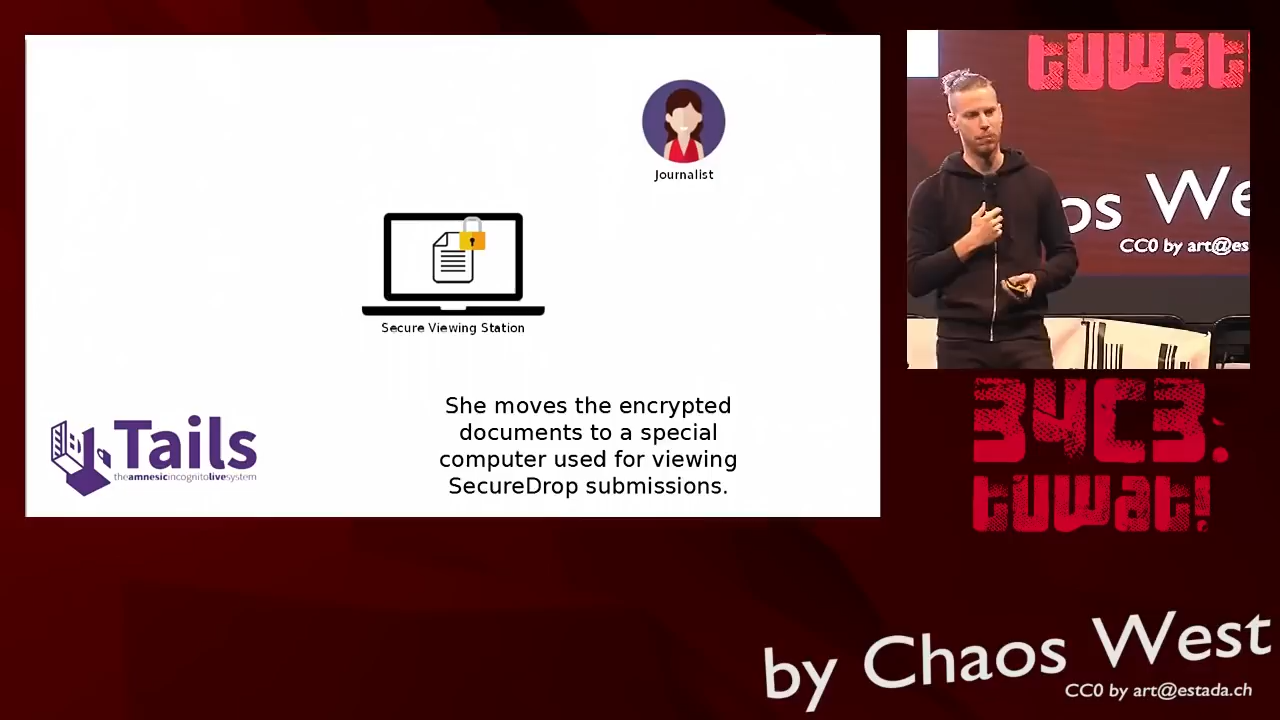 Journalist
Secure Viewing Station
She moves the encrypted
documents to a special
computer used for viewing
SecureDrop submissions.
Tails
theamnesicincognitolivesystem
tuwat!
os We
CC0 by art@es
34C3:
tuwat!
by Chaos West
CC0 by art@estada.ch